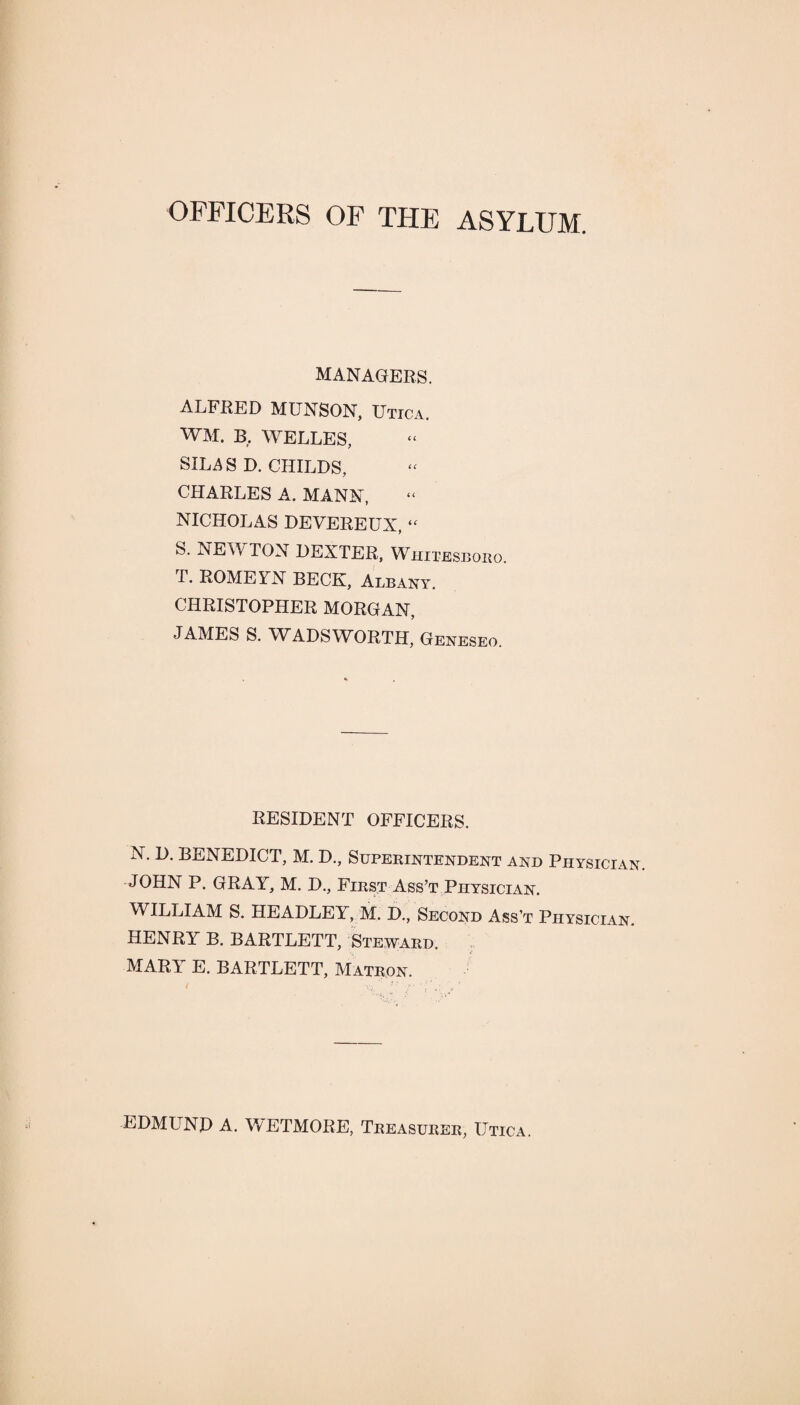 OFFICERS OF THE ASYLUM.
MANAGERS.
ALFRED MUNSON, Utica.
WM. B. WELLES, “
SILAS D. CHILDS, “
CHARLES A. MANN, “
NICHOLAS DEVEREUX, “
S. NEWTON DEXTER, Whitesboro.
T. ROMEYN BECK, Albany.
CHRISTOPHER MORGAN,
JAMES S. WADSWORTH, Geneseo.
RESIDENT OFFICERS.
N. D. BENEDICT, M. D., Superintendent and Physician.
JOHN P. GRAY, M. D., First Ass’t Physician.
WILLIAM S. HEADLEY, M. D., Second Ass’t Physician.
HENRY B. BARTLETT, Steward.
MARY E. BARTLETT, Matron.
EDMUND A. WETMORE, Treasurer, Utica.